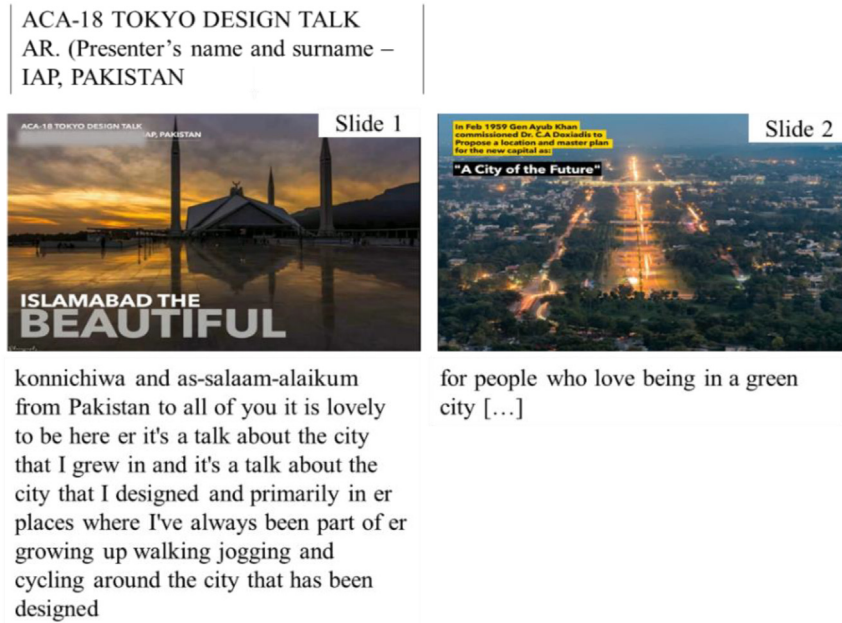 ACA-18 TOKYO DESIGN TALK
AR. (Presenter’s name and surname –
IAP, PAKISTAN
Slide 1
ACA-18 TOKYO DESIGN TALK
IAP, PAKISTAN
ISLAMABAD THE
BEAUTIFUL
konnichiwa and as-salaam-alaikum
from Pakistan to all of you it is lovely
to be here er it's a talk about the city
that I grew in and it's a talk about the
city that I designed and primarily in er
places where I've always been part of er
growing up walking jogging and
cycling around the city that has been
designed
Slide 2
In Feb 1959 Gen Ayub Khan
commissioned Dr. C.A Doxiadis to
Propose a location and master plan
for the new capital as:
"A City of the Future"
for people who love being in a green
city […]